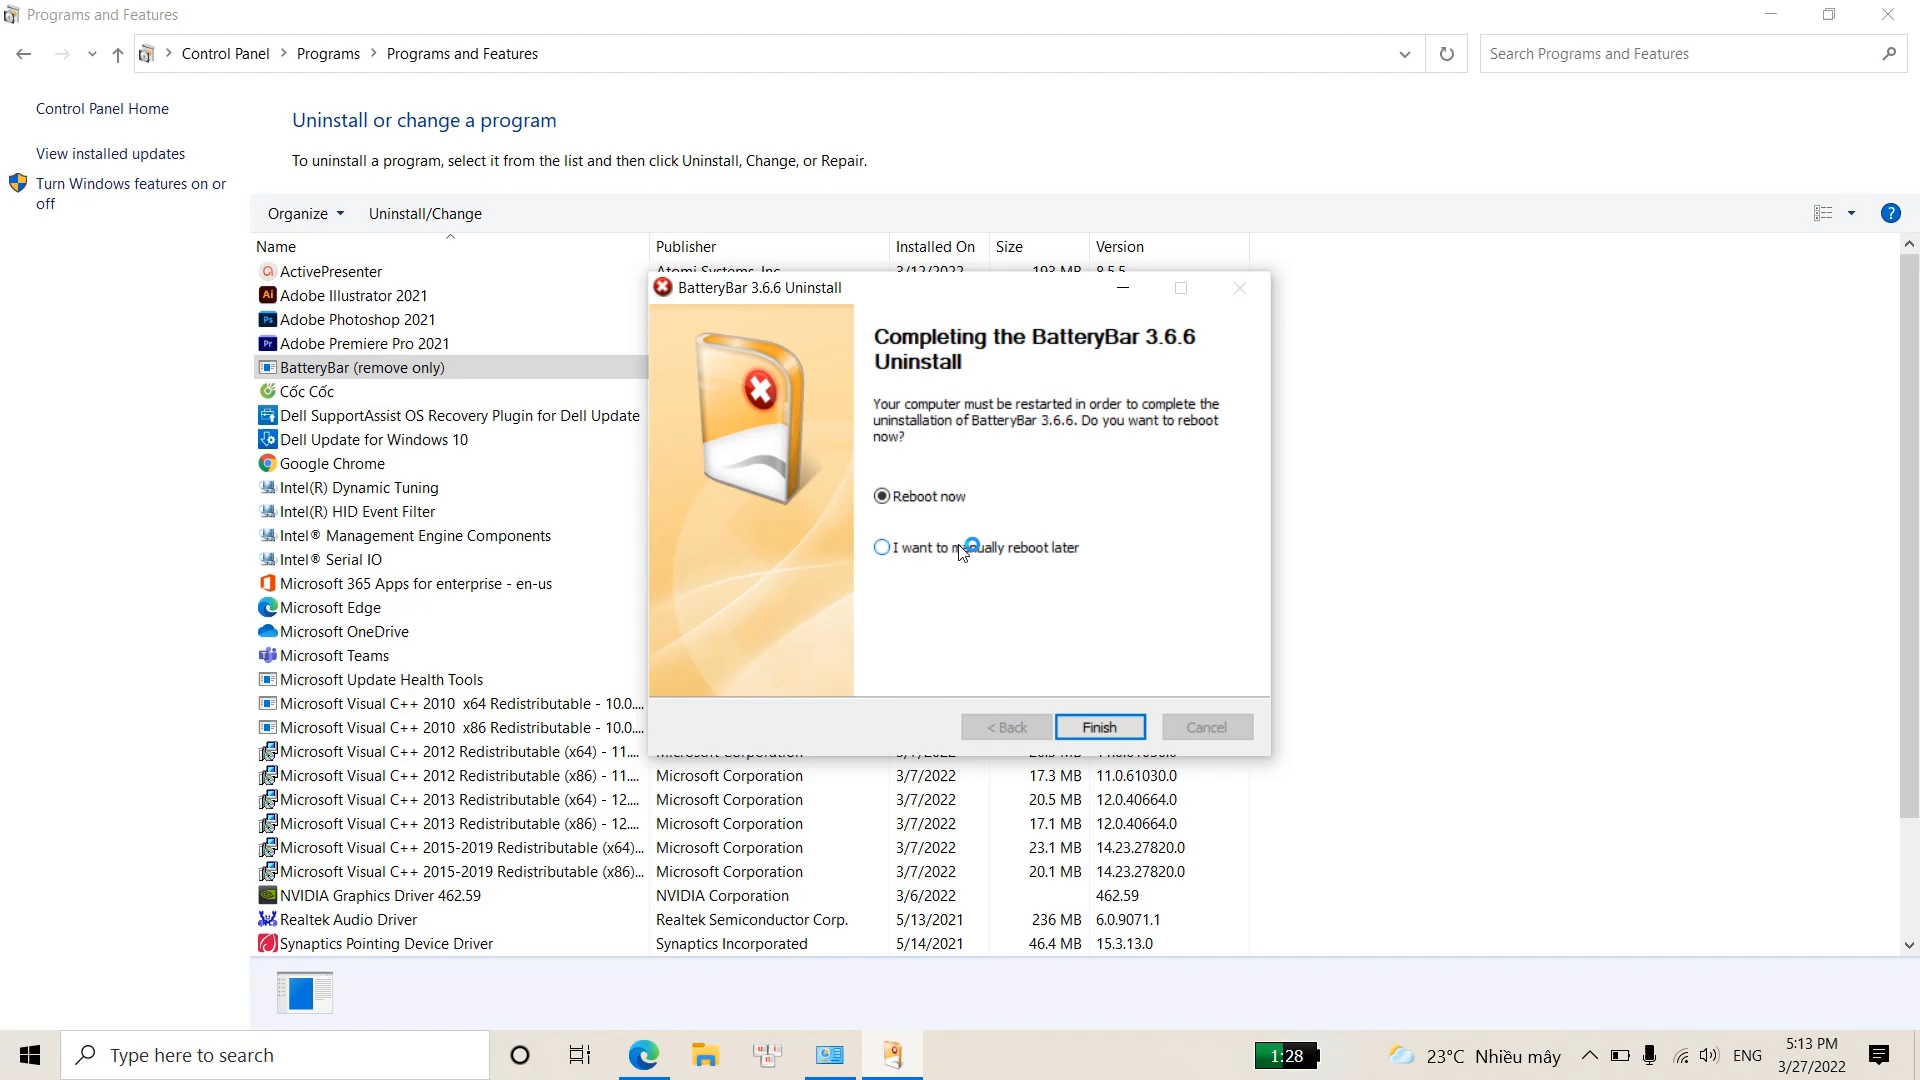 Programs and Features
Control Panel
Programs
Programs and Features
Search Programs and Features
Control Panel Home
View installed updates
Turn Windows features on or
off
Uninstall or change a program
To uninstall a program, select it from the list and then click Uninstall, Change, or Repair.
Organize
Uninstall/Change
Name Publisher Installed On Size Version
ActivePresenter Atomi Systems, Inc. 3/12/2022 193 MB 8.5.5
Adobe Illustrator 2021
Adobe Photoshop 2021
Adobe Premiere Pro 2021
BatteryBar (remove only)
Cốc Cốc
Dell SupportAssist OS Recovery Plugin for Dell Update
Dell Update for Windows 10
Google Chrome
Intel(R) Dynamic Tuning
Intel(R) HID Event Filter
Intel® Management Engine Components
Intel® Serial IO
Microsoft 365 Apps for enterprise - en-us
Microsoft Edge
Microsoft OneDrive
Microsoft Teams
Microsoft Update Health Tools
Microsoft Visual C++ 2010 x64 Redistributable - 10.0....
Microsoft Visual C++ 2010 x86 Redistributable - 10.0....
Microsoft Visual C++ 2012 Redistributable (x64) - 11....
Microsoft Visual C++ 2012 Redistributable (x86) - 11.... Microsoft Corporation 3/7/2022 17.3 MB 11.0.61030.0
Microsoft Visual C++ 2013 Redistributable (x64) - 12.... Microsoft Corporation 3/7/2022 20.5 MB 12.0.40664.0
Microsoft Visual C++ 2013 Redistributable (x86) - 12.... Microsoft Corporation 3/7/2022 17.1 MB 12.0.40664.0
Microsoft Visual C++ 2015-2019 Redistributable (x64)... Microsoft Corporation 3/7/2022 23.1 MB 14.23.27820.0
Microsoft Visual C++ 2015-2019 Redistributable (x86)... Microsoft Corporation 3/7/2022 20.1 MB 14.23.27820.0
NVIDIA Graphics Driver 462.59 NVIDIA Corporation 3/6/2022 462.59
Realtek Audio Driver Realtek Semiconductor Corp. 5/13/2021 236 MB 6.0.9071.1
Synaptics Pointing Device Driver Synaptics Incorporated 5/14/2021 46.4 MB 15.3.13.0
BatteryBar 3.6.6 Uninstall
Completing the BatteryBar 3.6.6
Uninstall
Your computer must be restarted in order to complete the
uninstallation of BatteryBar 3.6.6. Do you want to reboot
now?
Reboot now
I want to manually reboot later
< Back
Finish
Cancel
Type here to search
1:28
23°C Nhiều mây
ENG
5:13 PM
3/27/2022